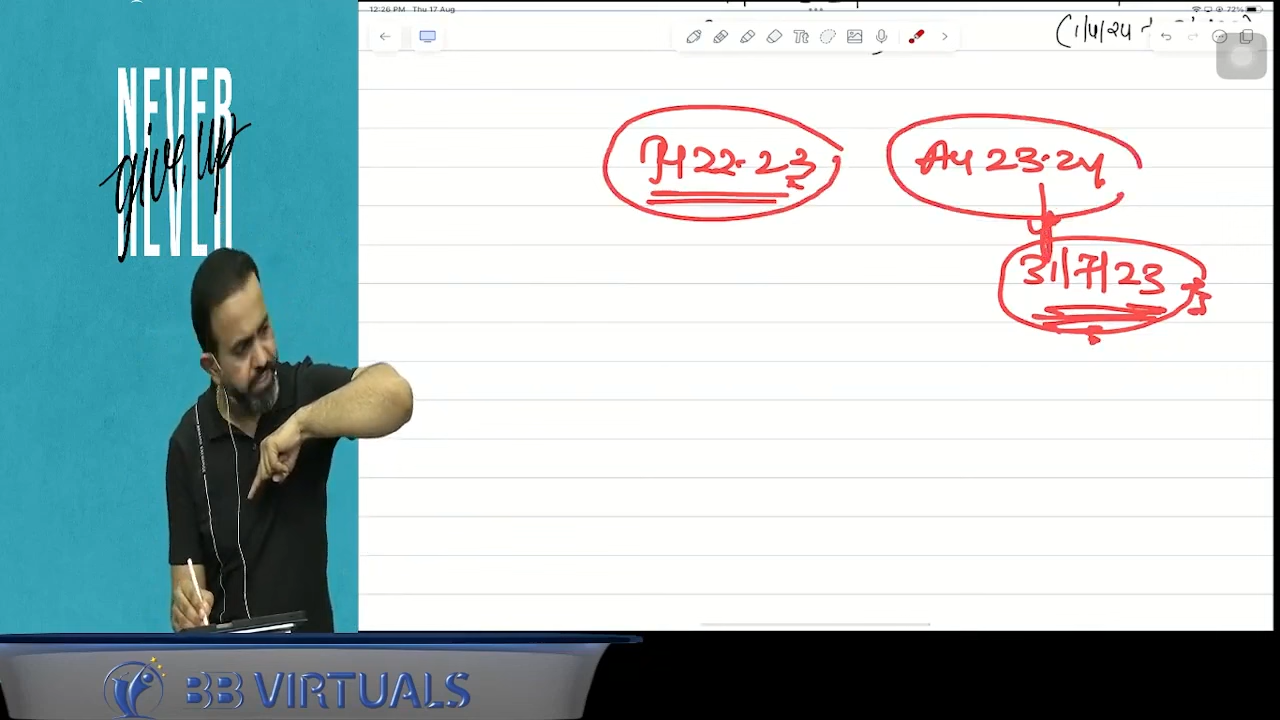 12:26 PM Thu 17 Aug
72%
(1/4/24
NEVER
give up
NEVER
PY 22-23
AY 23-24
31/7/23
BB VIRTUALS